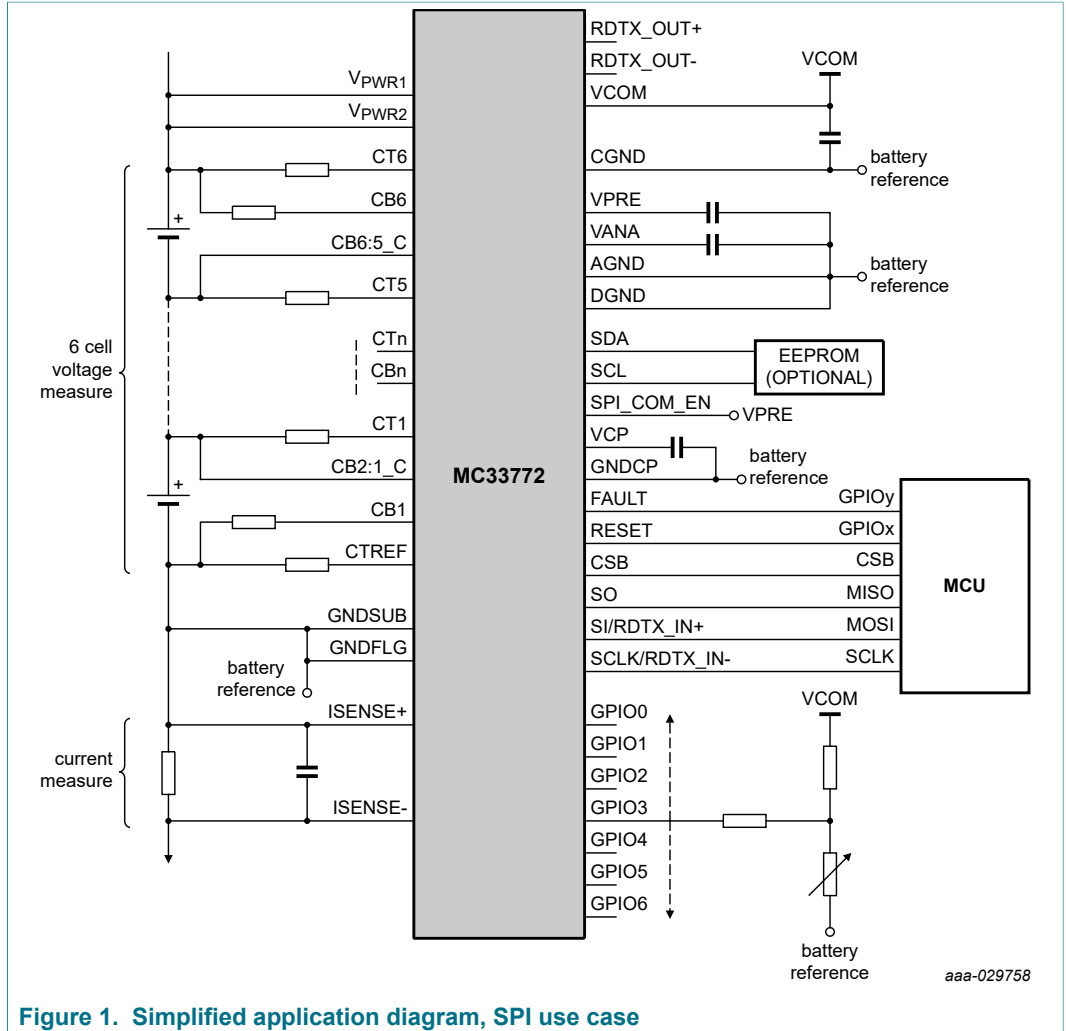 RDTX_OUT+
RDTX_OUT-
VCOM
VCOM
CGND
battery
reference
VPRE
VANA
AGND
DGND
battery
reference
SDA
SCL
EEPROM
(OPTIONAL)
SPI_COM_EN
VPRE
VCP
GNDCP
battery
reference
FAULT
RESET
CSB
SO
SI/RDTX_IN+
SCLK/RDTX_IN-
GPIOy
GPIOx
CSB
MISO
MOSI
SCLK
MCU
VPWR1
VPWR2
CT6
CB6
+
CB6:5_C
CT5
6 cell
voltage
measure
CTn
CBn
CT1
CB2:1_C
+
CB1
CTREF
MC33772
GNDSUB
GNDFLG
battery
reference
ISENSE+
current
measure
ISENSE-
GPIO0
GPIO1
GPIO2
GPIO3
GPIO4
GPIO5
GPIO6
VCOM
battery
reference
aaa-029758
Figure 1. Simplified application diagram, SPI use case